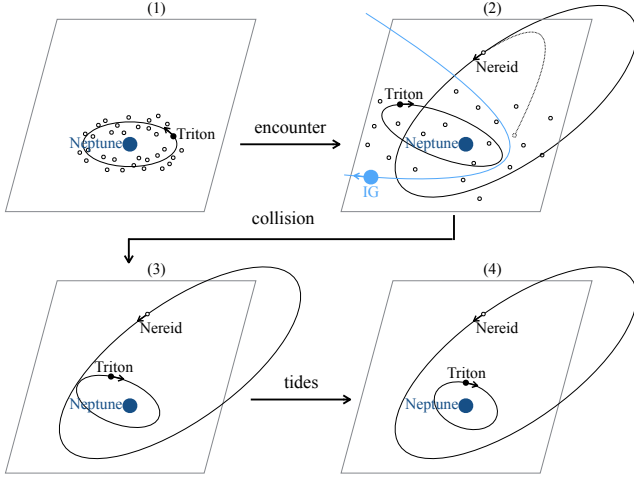 (1)
Neptune
Triton
encounter
(2)
Nereid
Triton
Neptune
IG
collision
(3)
Nereid
Triton
Neptune
tides
(4)
Nereid
Triton
Neptune